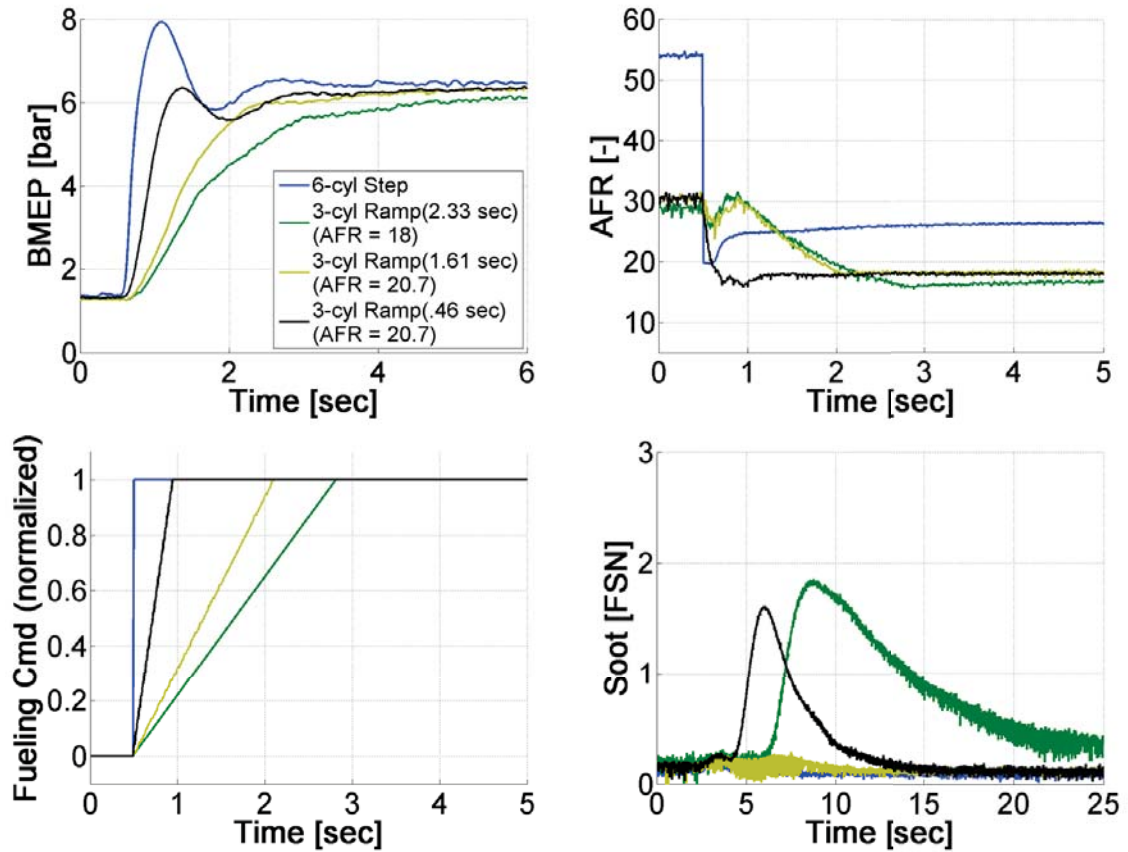 8
6
4
2
0
0
2
4
6
BMEP [bar]
Time [sec]
6-cyl Step
3-cyl Ramp(2.33 sec)
(AFR = 18)
3-cyl Ramp(1.61 sec)
(AFR = 20.7)
3-cyl Ramp(.46 sec)
(AFR = 20.7)
60
50
40
30
20
10
0
1
2
3
4
5
AFR [-]
Time [sec]
1
0.8
0.6
0.4
0.2
0
0
1
2
3
4
5
Fueling Cmd (normalized)
Time [sec]
3
2
1
0
0
5
10
15
20
25
Soot [FSN]
Time [sec]